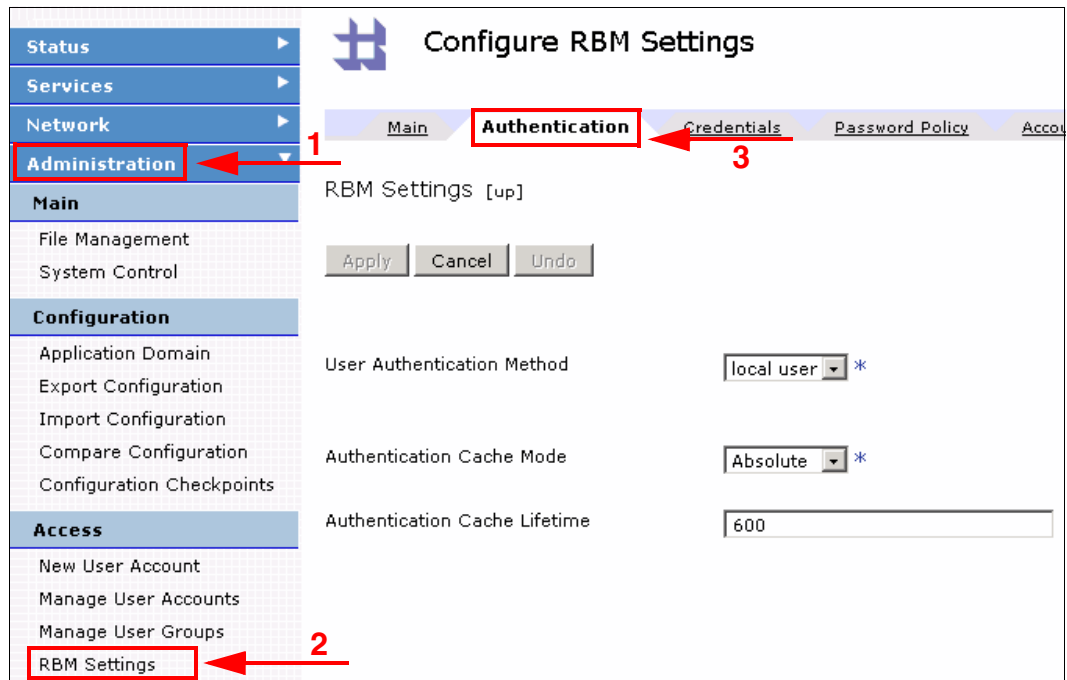 Status
Services
Network
Administration
1
Main
File Management
System Control
Configuration
Application Domain
Export Configuration
Import Configuration
Compare Configuration
Configuration Checkpoints
Access
New User Account
Manage User Accounts
Manage User Groups
RBM Settings
2
Configure RBM Settings
Main Authentication Credentials Password Policy Accou
3
RBM Settings [up]
Apply Cancel Undo
User Authentication Method local user *
Authentication Cache Mode Absolute *
Authentication Cache Lifetime 600